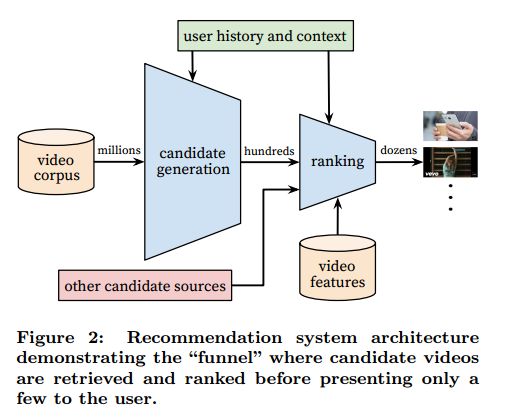 user history and context
video
corpus
millions
candidate
generation
hundreds
ranking
dozens
vevo
other candidate sources
video
features
Figure 2: Recommendation system architecture
demonstrating the “funnel” where candidate videos
are retrieved and ranked before presenting only a
few to the user.